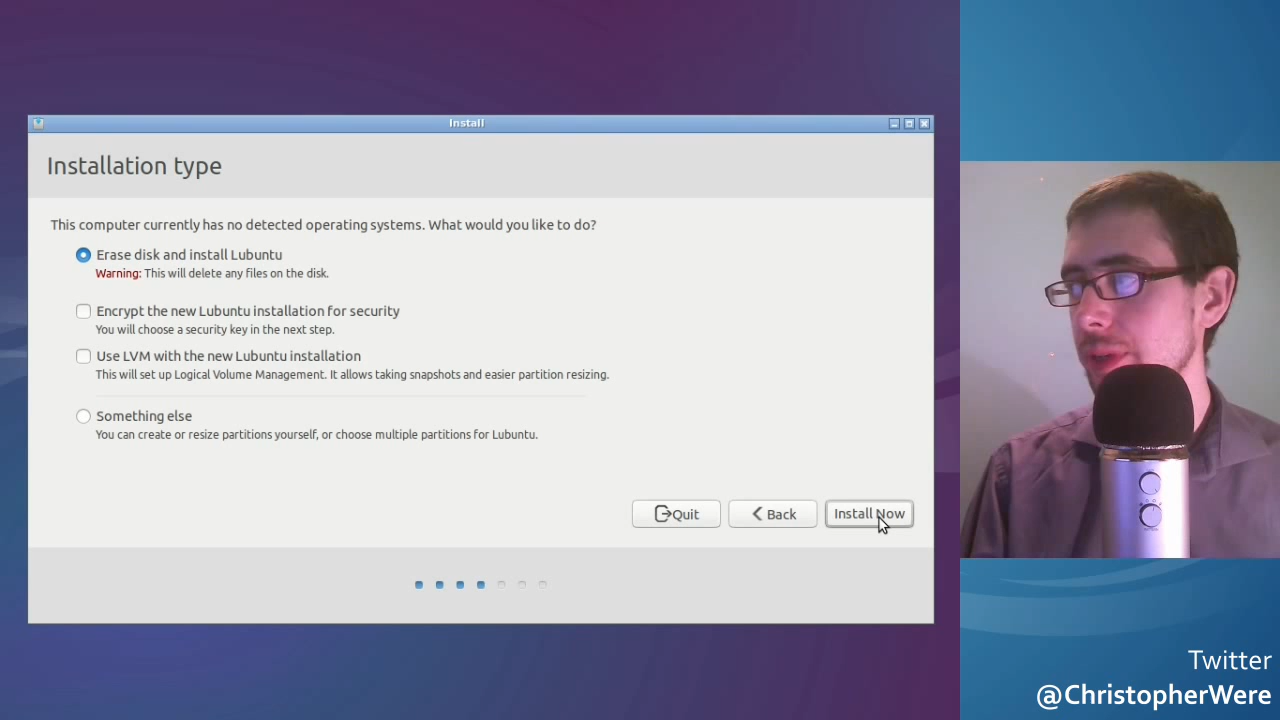 Install
Installation type
This computer currently has no detected operating systems. What would you like to do?
Erase disk and install Lubuntu
Warning: This will delete any files on the disk.
Encrypt the new Lubuntu installation for security
You will choose a security key in the next step.
Use LVM with the new Lubuntu installation
This will set up Logical Volume Management. It allows taking snapshots and easier partition resizing.
Something else
You can create or resize partitions yourself, or choose multiple partitions for Lubuntu.
Quit
Back
Install Now
Twitter
@ChristopherWere